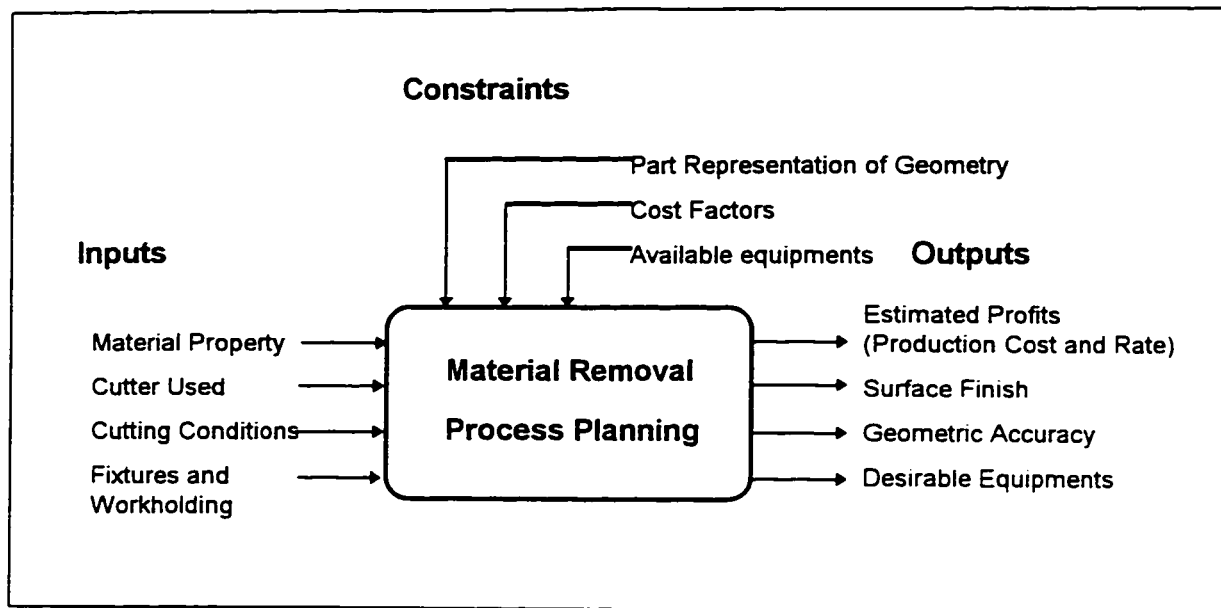 Constraints
Part Representation of Geometry
Cost Factors
Available equipments
Inputs
Outputs
Material Property
Cutter Used
Cutting Conditions
Fixtures and
Workholding
Material Removal
Process Planning
Estimated Profits
(Production Cost and Rate)
Surface Finish
Geometric Accuracy
Desirable Equipments